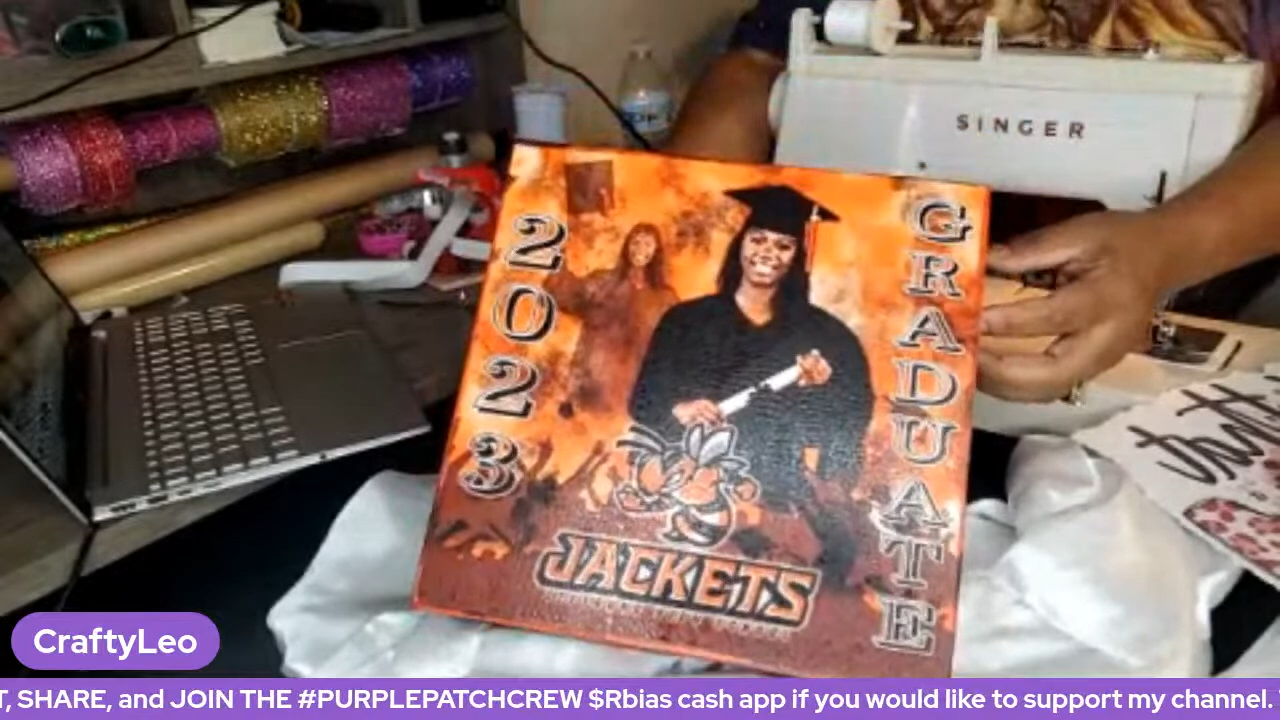 SINGER
2023
GRADUATE
JACKETS
CraftyLeo
T, SHARE, and JOIN THE #PURPLEPATCHCREW $Rbias cash app if you would like to support my channel.